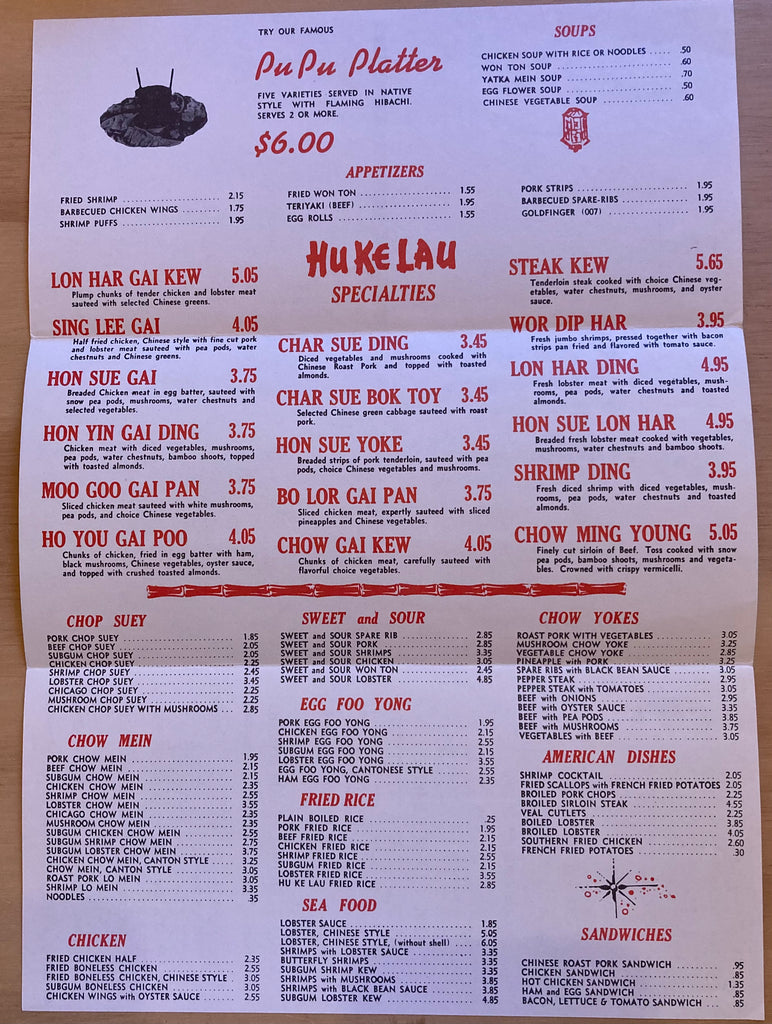 TRY OUR FAMOUS
Pu Pu Platter
FIVE VARIETIES SERVED IN NATIVE
STYLE WITH FLAMING HIBACHI.
SERVES 2 OR MORE.
$6.00
SOUPS
CHICKEN SOUP WITH RICE OR NOODLES ..... .50
WON TON SOUP .60
YATKA MEIN SOUP .70
EGG FLOWER SOUP .50
CHINESE VEGETABLE SOUP .60
APPETIZERS
FRIED SHRIMP 2.15
BARBECUED CHICKEN WINGS 1.75
SHRIMP PUFFS 1.95
FRIED WON TON 1.55
TERIYAKI (BEEF) 1.95
EGG ROLLS 1.55
PORK STRIPS 1.95
BARBECUED SPARE-RIBS 1.95
GOLDFINGER (007) 1.95
HU KE LAU
SPECIALTIES
LON HAR GAI KEW 5.05
Plump chunks of tender chicken and lobster meat
sauteed with selected Chinese greens.
SING LEE GAI 4.05
Half fried chicken, Chinese style with fine cut pork
and lobster meat sauteed with pea pods, water
chestnuts and Chinese greens.
HON SUE GAI 3.75
Breaded Chicken meat in egg batter, sauteed with
snow pea pods, mushrooms, water chestnuts and
selected vegetables.
HON YIN GAI DING 3.75
Chicken meat with diced vegetables, mushrooms,
pea pods, water chestnuts, bamboo shoots, topped
with toasted almonds.
MOO GOO GAI PAN 3.75
Sliced chicken meat sauteed with white mushrooms,
pea pods, and choice Chinese vegetables.
HO YOU GAI POO 4.05
Chunks of chicken, fried in egg batter with ham,
black mushrooms, Chinese vegetables, oyster sauce,
and topped with crushed toasted almonds.
CHAR SUE DING 3.45
Diced vegetables and mushrooms cooked with
Chinese Roast Pork and topped with toasted
almonds.
CHAR SUE BOK TOY 3.45
Selected Chinese green cabbage sauteed with roast
pork.
HON SUE YOKE 3.45
Breaded strips of pork tenderloin, sauteed with pea
pods, choice Chinese vegetables and mushrooms.
BO LOR GAI PAN 3.75
Sliced chicken meat, expertly sauteed with sliced
pineapples and Chinese vegetables.
CHOW GAI KEW 4.05
Chunks of chicken meat, carefully sauteed with
flavorful choice vegetables.
STEAK KEW 5.65
Tenderloin steak cooked with choice Chinese veg-
etables, water chestnuts, mushrooms, and oyster
sauce.
WOR DIP HAR 3.95
Fresh jumbo shrimps, pressed together with bacon
strips pan fried and flavored with tomato sauce.
LON HAR DING 4.95
Fresh lobster meat with diced vegetables, mush-
rooms, pea pods, water chestnuts and toasted
almonds.
HON SUE LON HAR 4.95
Breaded fresh lobster meat cooked with vegetables,
mushrooms, water chestnuts and bamboo shoots.
SHRIMP DING 3.95
Fresh diced shrimp with diced vegetables, mush-
rooms, pea pods, water chestnuts and toasted
almonds.
CHOW MING YOUNG 5.05
Finely cut sirloin of Beef. Toss cooked with snow
pea pods, bamboo shoots, mushrooms and vegeta-
bles. Crowned with crispy vermicelli.
CHOP SUEY
PORK CHOP SUEY 1.85
BEEF CHOP SUEY 2.05
SUBGUM CHOP SUEY 2.05
CHICKEN CHOP SUEY 2.25
SHRIMP CHOP SUEY 2.45
LOBSTER CHOP SUEY 3.45
CHICAGO CHOP SUEY 2.25
MUSHROOM CHOP SUEY 2.25
CHICKEN CHOP SUEY WITH MUSHROOMS ... 2.85
CHOW MEIN
PORK CHOW MEIN 1.95
BEEF CHOW MEIN 2.15
SUBGUM CHOW MEIN 2.15
CHICKEN CHOW MEIN 2.35
SHRIMP CHOW MEIN 2.55
LOBSTER CHOW MEIN 3.55
CHICAGO CHOW MEIN 2.35
MUSHROOM CHOW MEIN 2.35
SUBGUM CHICKEN CHOW MEIN 2.55
SUBGUM SHRIMP CHOW MEIN 2.75
SUBGUM LOBSTER CHOW MEIN 3.75
CHICKEN CHOW MEIN, CANTON STYLE 3.25
CHOW MEIN, CANTON STYLE 3.05
ROAST PORK LO MEIN 3.05
SHRIMP LO MEIN 3.35
NOODLES .35
CHICKEN
FRIED CHICKEN HALF 2.35
FRIED BONELESS CHICKEN 2.55
FRIED BONELESS CHICKEN, CHINESE STYLE . 3.05
SUBGUM BONELESS CHICKEN 3.05
CHICKEN WINGS with OYSTER SAUCE 2.55
SWEET and SOUR
SWEET and SOUR SPARE RIB 2.85
SWEET and SOUR PORK 2.85
SWEET and SOUR SHRIMPS 3.35
SWEET and SOUR CHICKEN 3.05
SWEET and SOUR WON TON 2.45
SWEET and SOUR LOBSTER 4.85
EGG FOO YONG
PORK EGG FOO YONG 1.95
CHICKEN EGG FOO YONG 2.15
SHRIMP EGG FOO YONG 2.55
SUBGUM EGG FOO YONG 2.15
LOBSTER EGG FOO YONG 3.55
EGG FOO YONG, CANTONESE STYLE 2.55
HAM EGG FOO YONG 2.35
FRIED RICE
PLAIN BOILED RICE .25
PORK FRIED RICE 1.95
BEEF FRIED RICE 2.15
CHICKEN FRIED RICE 2.15
SHRIMP FRIED RICE 2.55
SUBGUM FRIED RICE 2.15
LOBSTER FRIED RICE 3.55
HU KE LAU FRIED RICE 2.85
SEA FOOD
LOBSTER SAUCE 1.85
LOBSTER, CHINESE STYLE 5.05
LOBSTER, CHINESE STYLE, (without shell) .... 6.05
SHRIMPS with LOBSTER SAUCE 3.35
BUTTERFLY SHRIMPS 3.35
SUBGUM SHRIMP KEW 3.35
SHRIMPS with MUSHROOMS 3.85
SHRIMPS with BLACK BEAN SAUCE 3.85
SUBGUM LOBSTER KEW 4.85
CHOW YOKES
ROAST PORK WITH VEGETABLES 3.05
MUSHROOM CHOW YOKE 3.25
VEGETABLE CHOW YOKE 2.85
PINEAPPLE with PORK 3.25
SPARE RIBS with BLACK BEAN SAUCE 3.05
PEPPER STEAK 2.95
PEPPER STEAK with TOMATOES 3.05
BEEF with ONIONS 2.95
BEEF with OYSTER SAUCE 3.35
BEEF with PEA PODS 3.85
BEEF with MUSHROOMS 3.75
VEGETABLES with BEEF 3.05
AMERICAN DISHES
SHRIMP COCKTAIL 2.05
FRIED SCALLOPS with FRENCH FRIED POTATOES 2.05
BROILED PORK CHOPS 2.25
BROILED SIRLOIN STEAK 4.55
VEAL CUTLETS 2.25
BOILED LOBSTER 3.85
BROILED LOBSTER 4.05
SOUTHERN FRIED CHICKEN 2.60
FRENCH FRIED POTATOES .30
SANDWICHES
CHINESE ROAST PORK SANDWICH .95
CHICKEN SANDWICH .85
HOT CHICKEN SANDWICH 1.35
HAM and EGG SANDWICH .85
BACON, LETTUCE & TOMATO SANDWICH ... .85